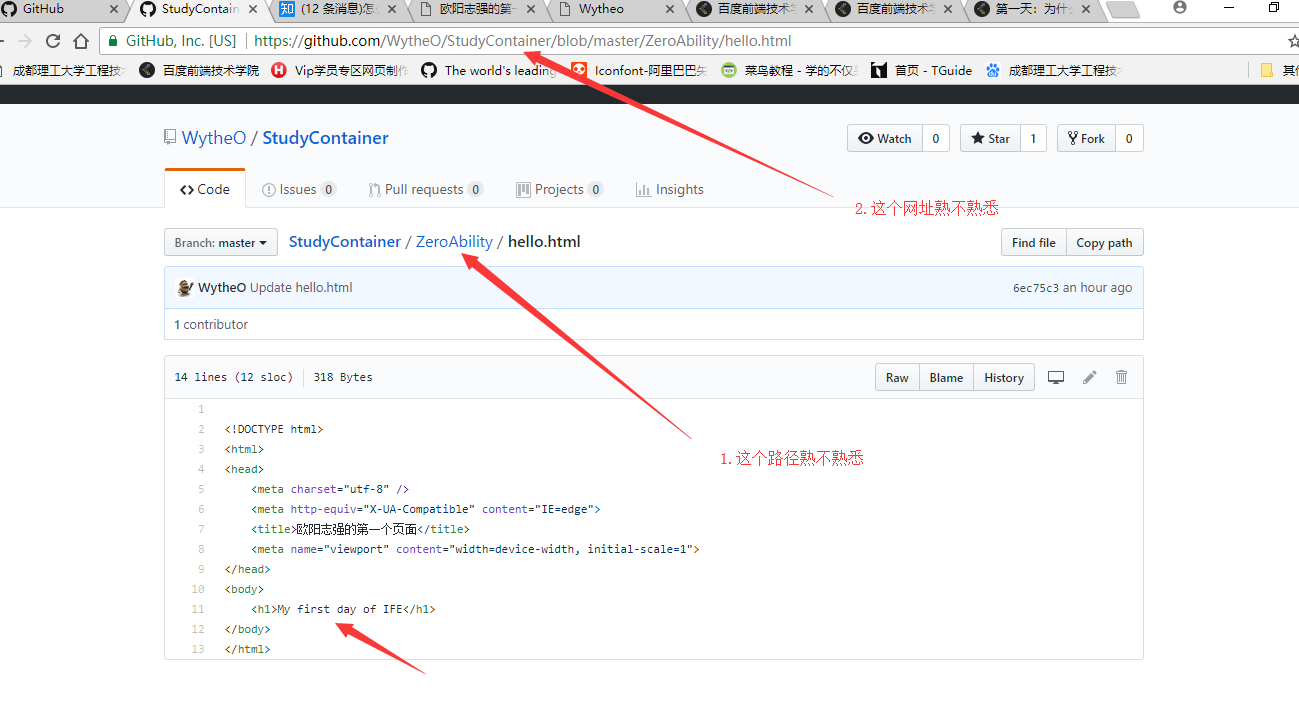 GitHub
StudyContain
(12 条消息)怎
欧阳志强的第一
Wytheo
百度前端技术学
百度前端技术学
第一天：为什
GitHub, Inc. [US] https://github.com/WytheO/StudyContainer/blob/master/ZeroAbility/hello.html
成都理工大学工程技 百度前端技术学院 Vip学员专区网页制作 The world's leading Iconfont-阿里巴巴矢 菜鸟教程 - 学的不仅 首页 - TGuide 成都理工大学工程技 其他
WytheO / StudyContainer
Watch 0 Star 1 Fork 0
Code Issues 0 Pull requests 0 Projects 0 Insights
2.这个网址熟不熟悉
Branch: master StudyContainer / ZeroAbility / hello.html Find file Copy path
WytheO Update hello.html 6ec75c3 an hour ago
1 contributor
14 lines (12 sloc) 318 Bytes Raw Blame History
1
2 <!DOCTYPE html>
3 <html>
1.这个路径熟不熟悉
4 <head>
5 <meta charset="utf-8" />
6 <meta http-equiv="X-UA-Compatible" content="IE=edge">
7 <title>欧阳志强的第一个页面</title>
8 <meta name="viewport" content="width=device-width, initial-scale=1">
9 </head>
10 <body>
11 <h1>My first day of IFE</h1>
12 </body>
13 </html>